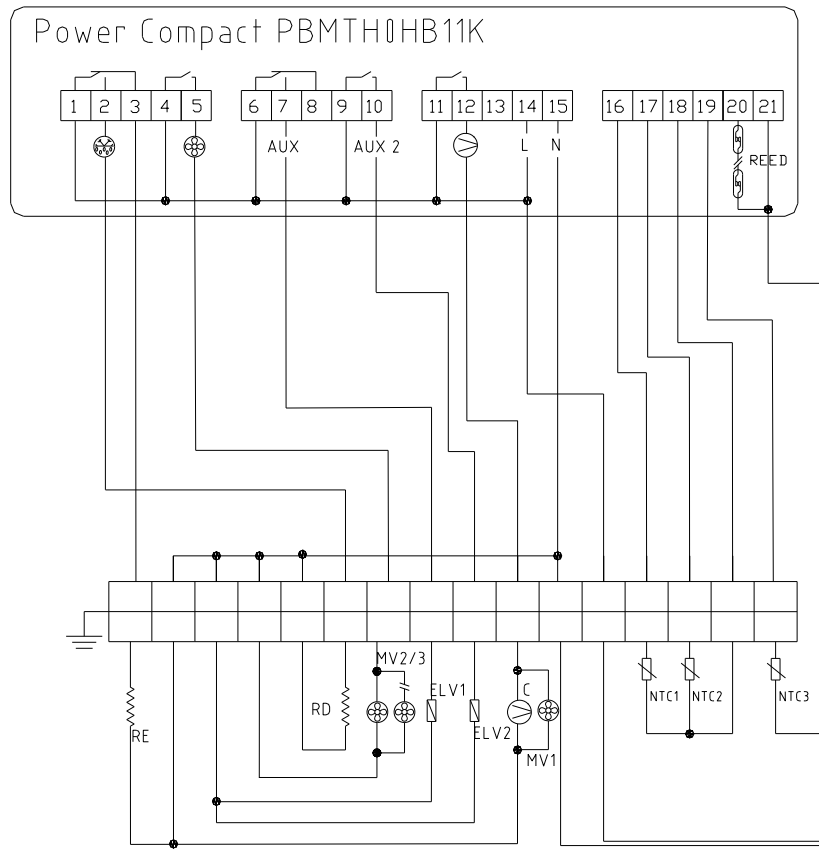 Power Compact PBMTH0HB11K
1 2 3 4 5 6 7 8 9 10 11 12 13 14 15 16 17 18 19 20 21
AUX AUX 2 L N REED
MV2/3
ELV1 C NTC1 NTC2 NTC3
RD
RE ELV2
MV1